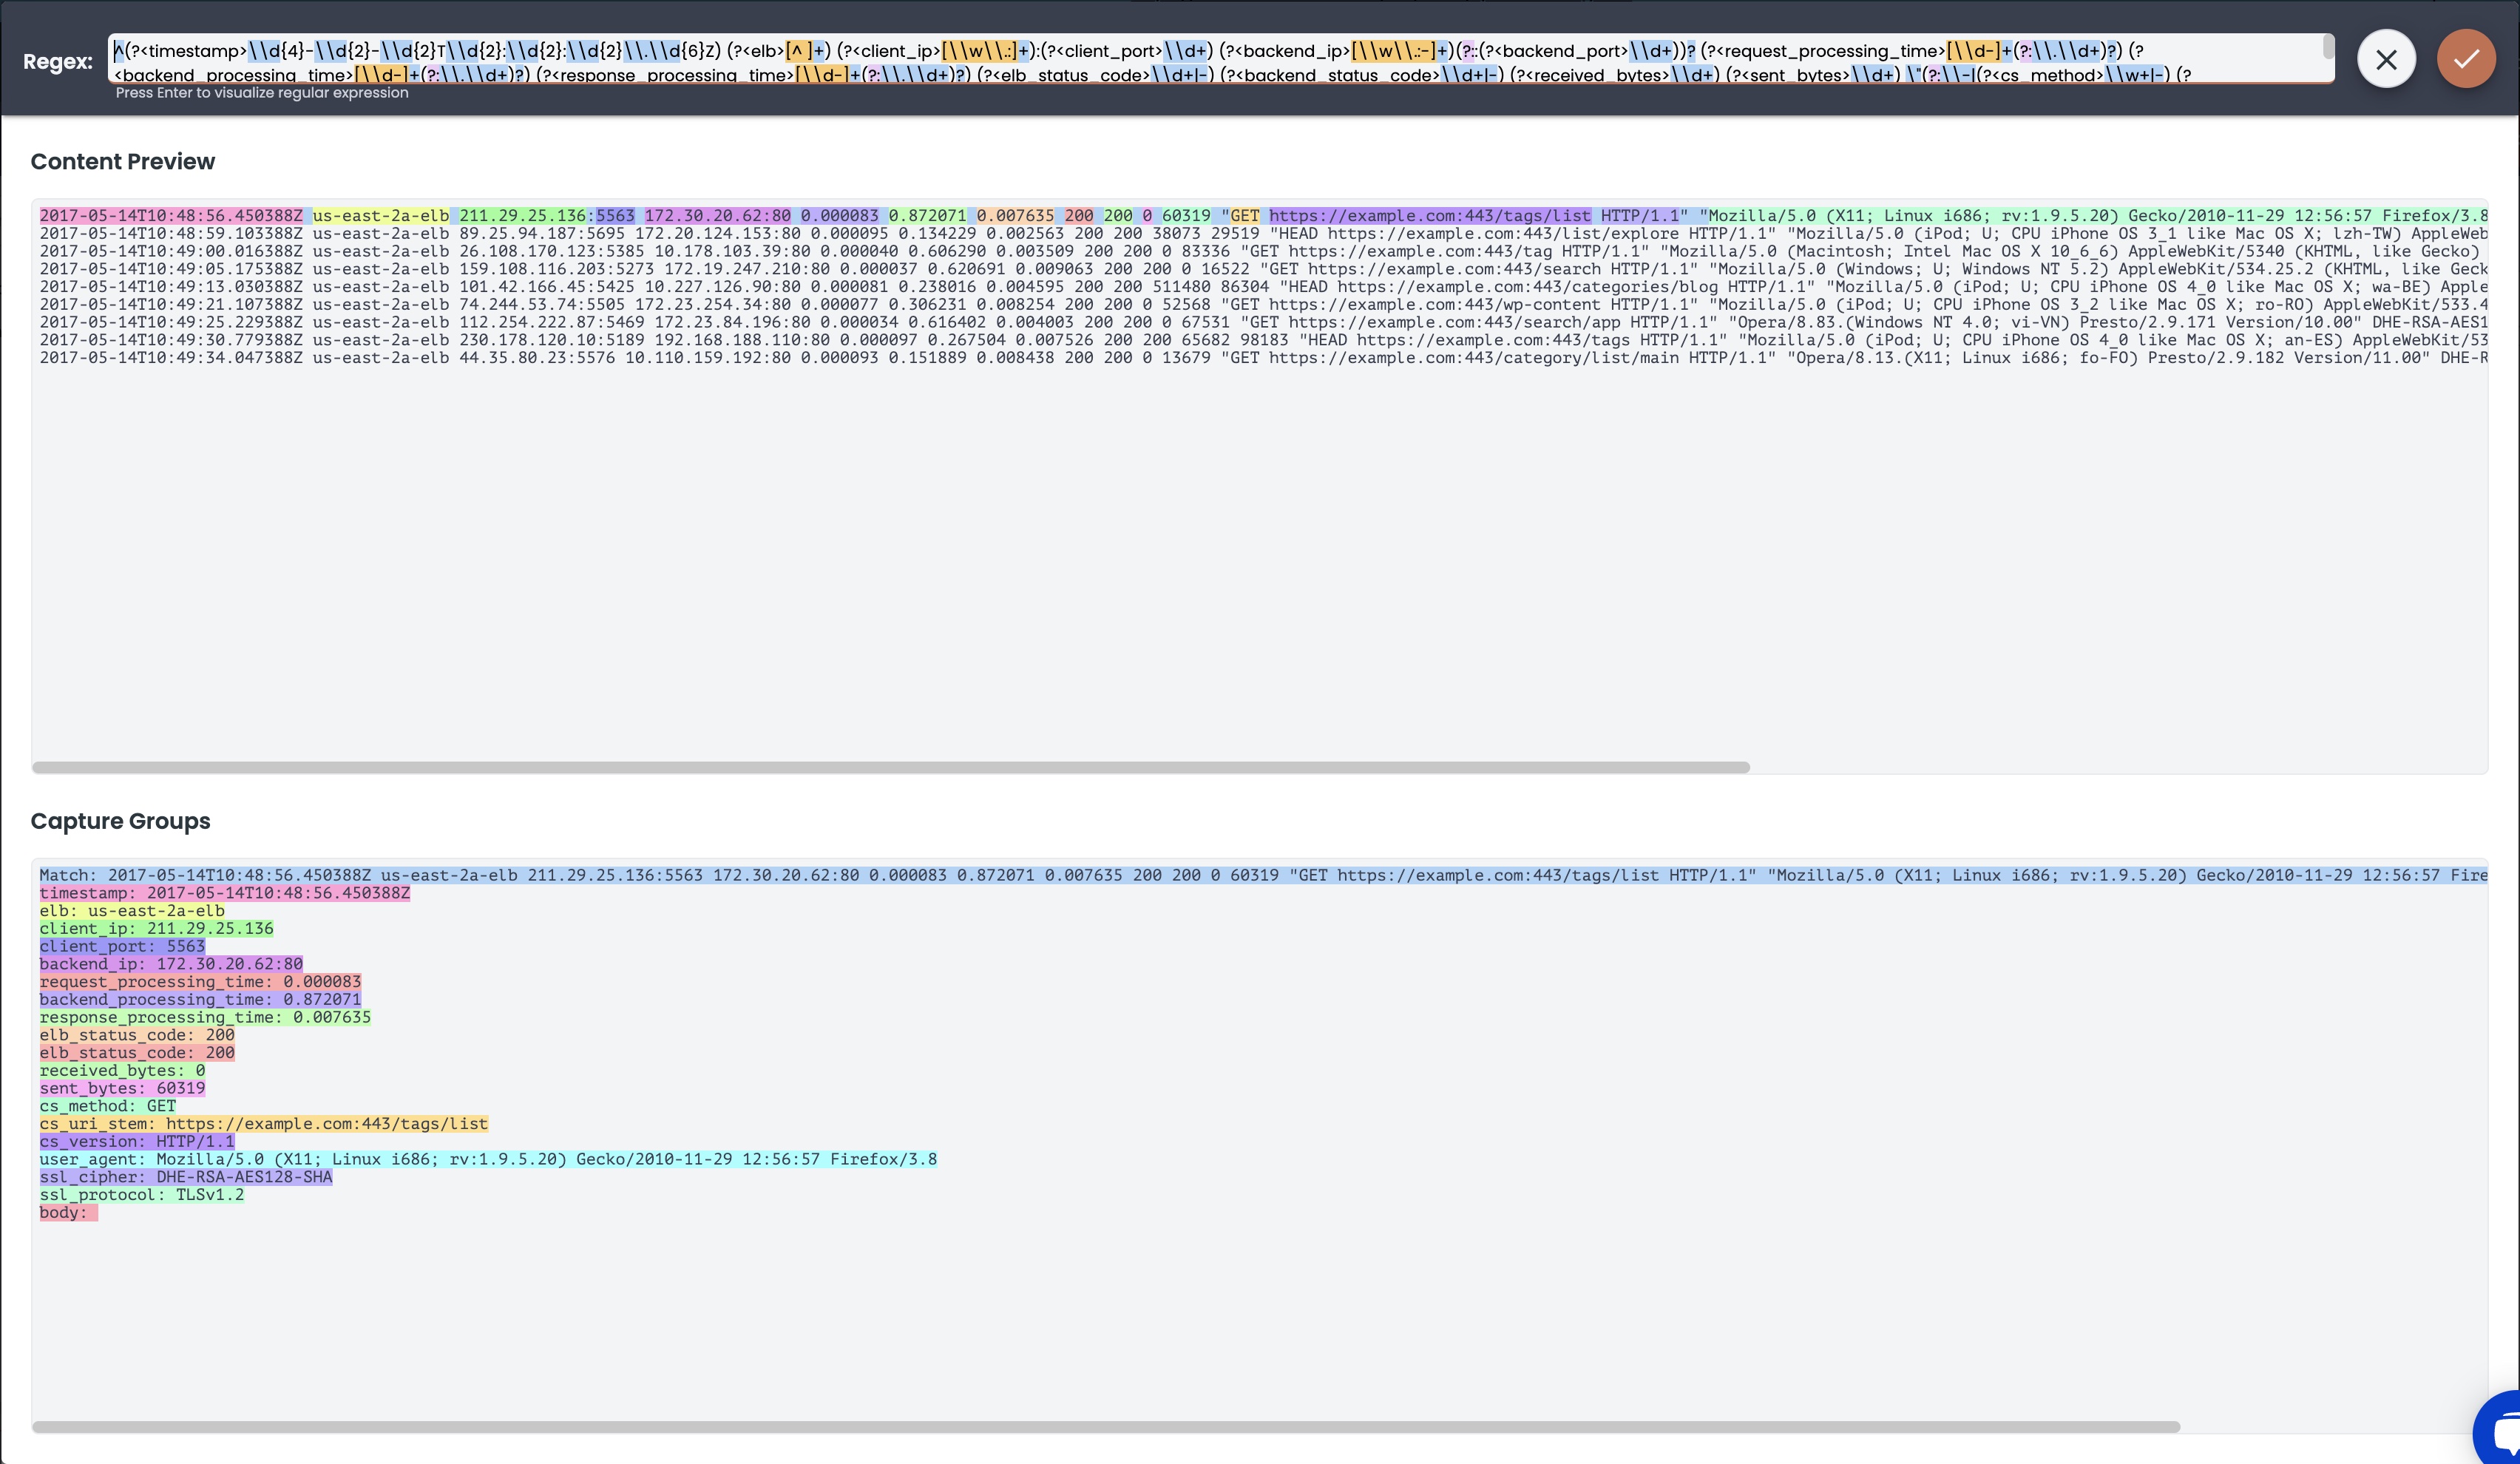 Regex:
^(?<timestamp>\\d{4}-\\d{2}-\\d{2}T\\d{2}:\\d{2}:\\d{2}\\.\\d{6}Z) (?<elb>[^ ]+) (?<client_ip>[\\w\\.:]+):(?<client_port>\\d+) (?<backend_ip>[\\w\\.:-]+)(?::(?<backend_port>\\d+))? (?<request_processing_time>[\\d-]+(?:\\.\\d+)?) (?
<backend_processing_time>[\\d-]+(?:\\.\\d+)?) (?<response_processing_time>[\\d-]+(?:\\.\\d+)?) (?<elb_status_code>\\d+|-) (?<backend_status_code>\\d+|-) (?<received_bytes>\\d+) (?<sent_bytes>\\d+) \"(?:\\-|(?<cs_method>\\w+|-) (?
Press Enter to visualize regular expression
Content Preview
2017-05-14T10:48:56.450388Z us-east-2a-elb 211.29.25.136:5563 172.30.20.62:80 0.000083 0.872071 0.007635 200 200 0 60319 "GET https://example.com:443/tags/list HTTP/1.1" "Mozilla/5.0 (X11; Linux i686; rv:1.9.5.20) Gecko/2010-11-29 12:56:57 Firefox/3.8
2017-05-14T10:48:59.103388Z us-east-2a-elb 89.25.94.187:5695 172.20.124.153:80 0.000095 0.134229 0.002563 200 200 38073 29519 "HEAD https://example.com:443/list/explore HTTP/1.1" "Mozilla/5.0 (iPod; U; CPU iPhone OS 3_1 like Mac OS X; lzh-TW) AppleWeb
2017-05-14T10:49:00.016388Z us-east-2a-elb 26.108.170.123:5385 10.178.103.39:80 0.000040 0.606290 0.003509 200 200 0 83336 "GET https://example.com:443/tag HTTP/1.1" "Mozilla/5.0 (Macintosh; Intel Mac OS X 10_6_6) AppleWebKit/5340 (KHTML, like Gecko)
2017-05-14T10:49:05.175388Z us-east-2a-elb 159.108.116.203:5273 172.19.247.210:80 0.000037 0.620691 0.009063 200 200 0 16522 "GET https://example.com:443/search HTTP/1.1" "Mozilla/5.0 (Windows; U; Windows NT 5.2) AppleWebKit/534.25.2 (KHTML, like Geck
2017-05-14T10:49:13.030388Z us-east-2a-elb 101.42.166.45:5425 10.227.126.90:80 0.000081 0.238016 0.004595 200 200 511480 86304 "HEAD https://example.com:443/categories/blog HTTP/1.1" "Mozilla/5.0 (iPod; U; CPU iPhone OS 4_0 like Mac OS X; wa-BE) Apple
2017-05-14T10:49:21.107388Z us-east-2a-elb 74.244.53.74:5505 172.23.254.34:80 0.000077 0.306231 0.008254 200 200 0 52568 "GET https://example.com:443/wp-content HTTP/1.1" "Mozilla/5.0 (iPod; U; CPU iPhone OS 3_2 like Mac OS X; ro-RO) AppleWebKit/533.4
2017-05-14T10:49:25.229388Z us-east-2a-elb 112.254.222.87:5469 172.23.84.196:80 0.000034 0.616402 0.004003 200 200 0 67531 "GET https://example.com:443/search/app HTTP/1.1" "Opera/8.83.(Windows NT 4.0; vi-VN) Presto/2.9.171 Version/10.00" DHE-RSA-AES1
2017-05-14T10:49:30.779388Z us-east-2a-elb 230.178.120.10:5189 192.168.188.110:80 0.000097 0.267504 0.007526 200 200 65682 98183 "HEAD https://example.com:443/tags HTTP/1.1" "Mozilla/5.0 (iPod; U; CPU iPhone OS 4_0 like Mac OS X; an-ES) AppleWebKit/53
2017-05-14T10:49:34.047388Z us-east-2a-elb 44.35.80.23:5576 10.110.159.192:80 0.000093 0.151889 0.008438 200 200 0 13679 "GET https://example.com:443/category/list/main HTTP/1.1" "Opera/8.13.(X11; Linux i686; fo-FO) Presto/2.9.182 Version/11.00" DHE-R
Capture Groups
Match: 2017-05-14T10:48:56.450388Z us-east-2a-elb 211.29.25.136:5563 172.30.20.62:80 0.000083 0.872071 0.007635 200 200 0 60319 "GET https://example.com:443/tags/list HTTP/1.1" "Mozilla/5.0 (X11; Linux i686; rv:1.9.5.20) Gecko/2010-11-29 12:56:57 Fire
timestamp: 2017-05-14T10:48:56.450388Z
elb: us-east-2a-elb
client_ip: 211.29.25.136
client_port: 5563
backend_ip: 172.30.20.62:80
request_processing_time: 0.000083
backend_processing_time: 0.872071
response_processing_time: 0.007635
elb_status_code: 200
elb_status_code: 200
received_bytes: 0
sent_bytes: 60319
cs_method: GET
cs_uri_stem: https://example.com:443/tags/list
cs_version: HTTP/1.1
user_agent: Mozilla/5.0 (X11; Linux i686; rv:1.9.5.20) Gecko/2010-11-29 12:56:57 Firefox/3.8
ssl_cipher: DHE-RSA-AES128-SHA
ssl_protocol: TLSv1.2
body: